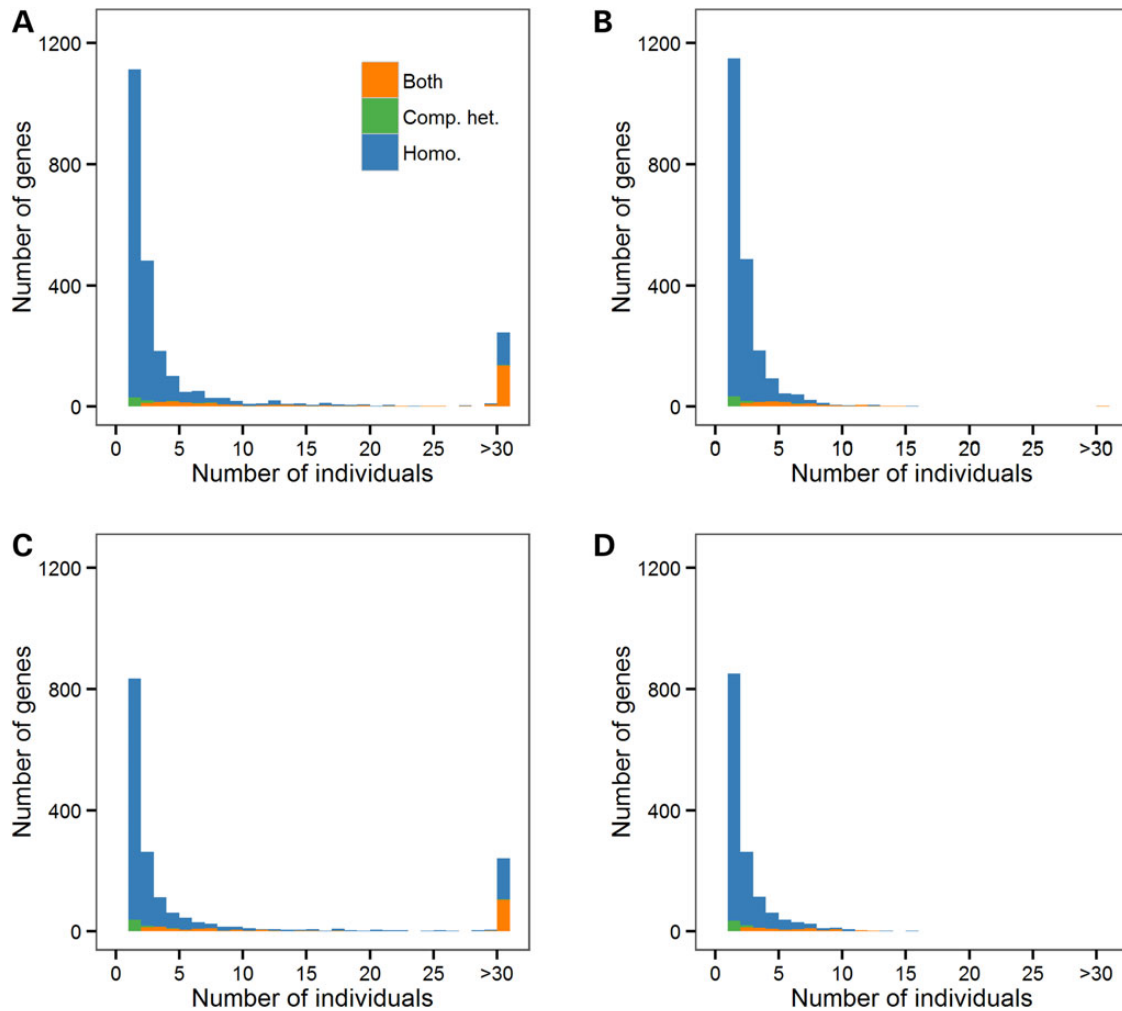 A
1200
800
400
0
Number of genes
Both
Comp. het.
Homo.
0 5 10 15 20 25 >30
Number of individuals
B
1200
800
400
0
Number of genes
0 5 10 15 20 25 >30
Number of individuals
C
1200
800
400
0
Number of genes
0 5 10 15 20 25 >30
Number of individuals
D
1200
800
400
0
Number of genes
0 5 10 15 20 25 >30
Number of individuals